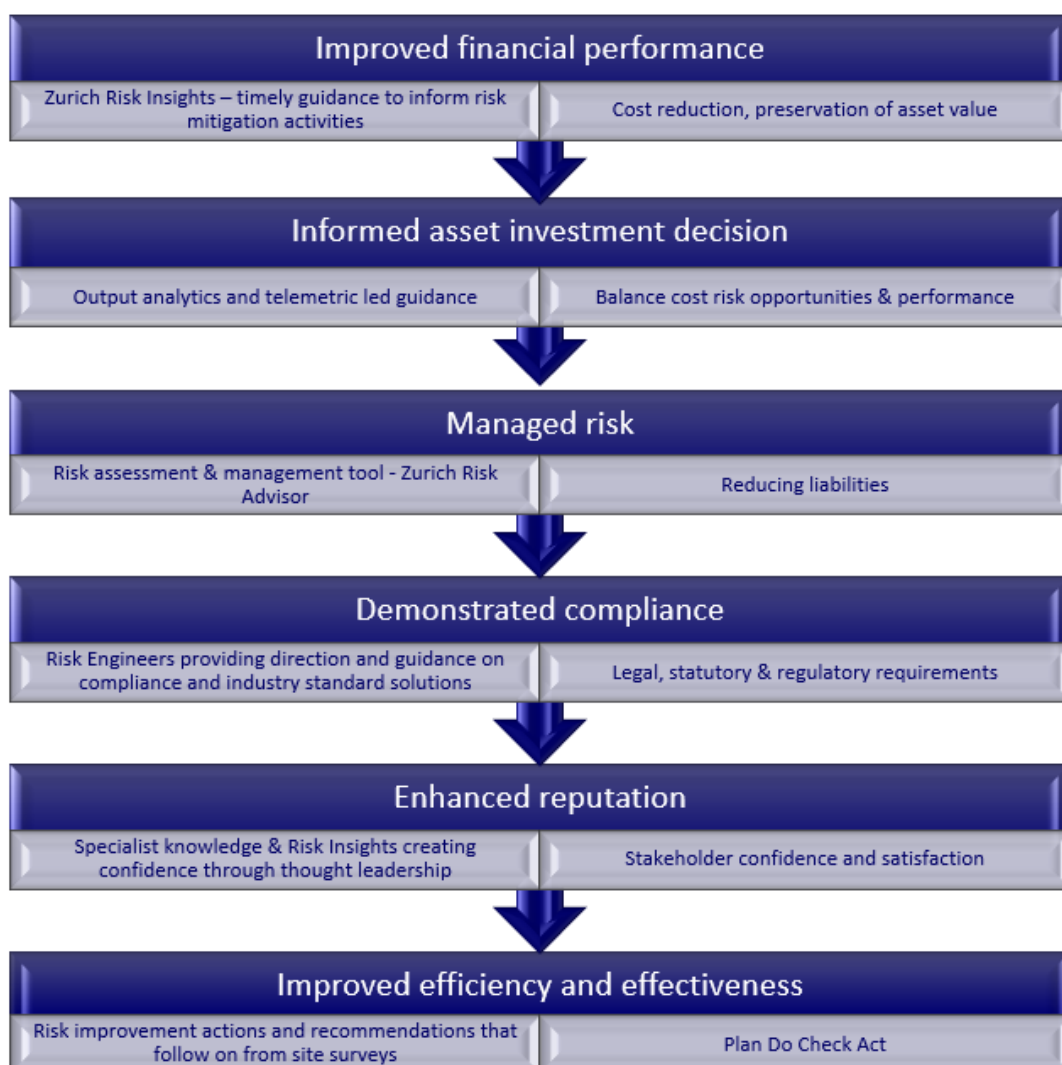 Improved financial performance
Zurich Risk Insights – timely guidance to inform risk
mitigation activities
Cost reduction, preservation of asset value
Informed asset investment decision
Output analytics and telemetric led guidance
Balance cost risk opportunities & performance
Managed risk
Risk assessment & management tool - Zurich Risk
Advisor
Reducing liabilities
Demonstrated compliance
Risk Engineers providing direction and guidance on
compliance and industry standard solutions
Legal, statutory & regulatory requirements
Enhanced reputation
Specialist knowledge & Risk Insights creating
confidence through thought leadership
Stakeholder confidence and satisfaction
Improved efficiency and effectiveness
Risk improvement actions and recommendations that
follow on from site surveys
Plan Do Check Act